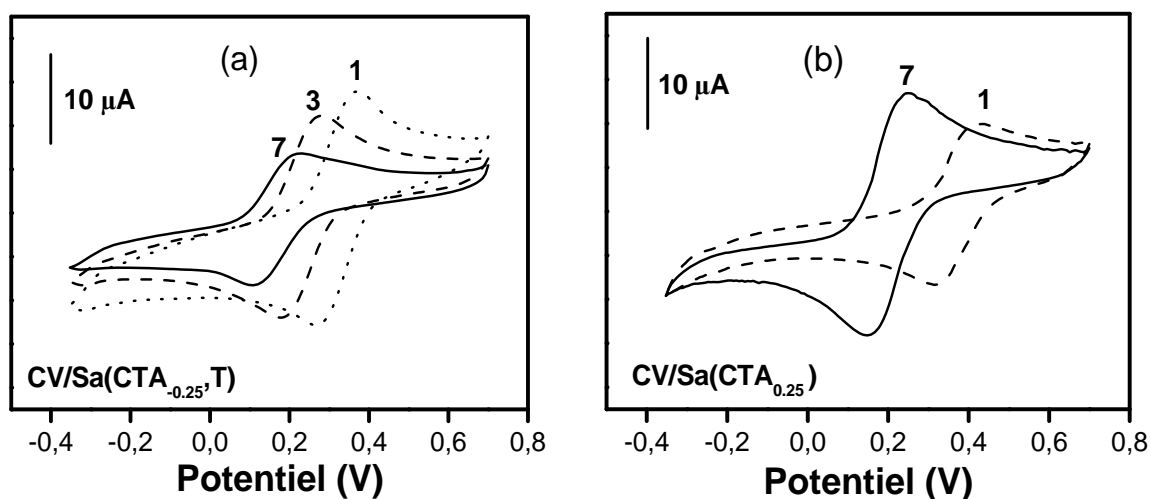 (a)
10 μA
1
3
7
CV/Sa(CTA-0.25,T)
-0,4 -0,2 0,0 0,2 0,4 0,6 0,8
Potentiel (V)
(b)
10 μA
7
1
CV/Sa(CTA0.25)
-0,4 -0,2 0,0 0,2 0,4 0,6 0,8
Potentiel (V)